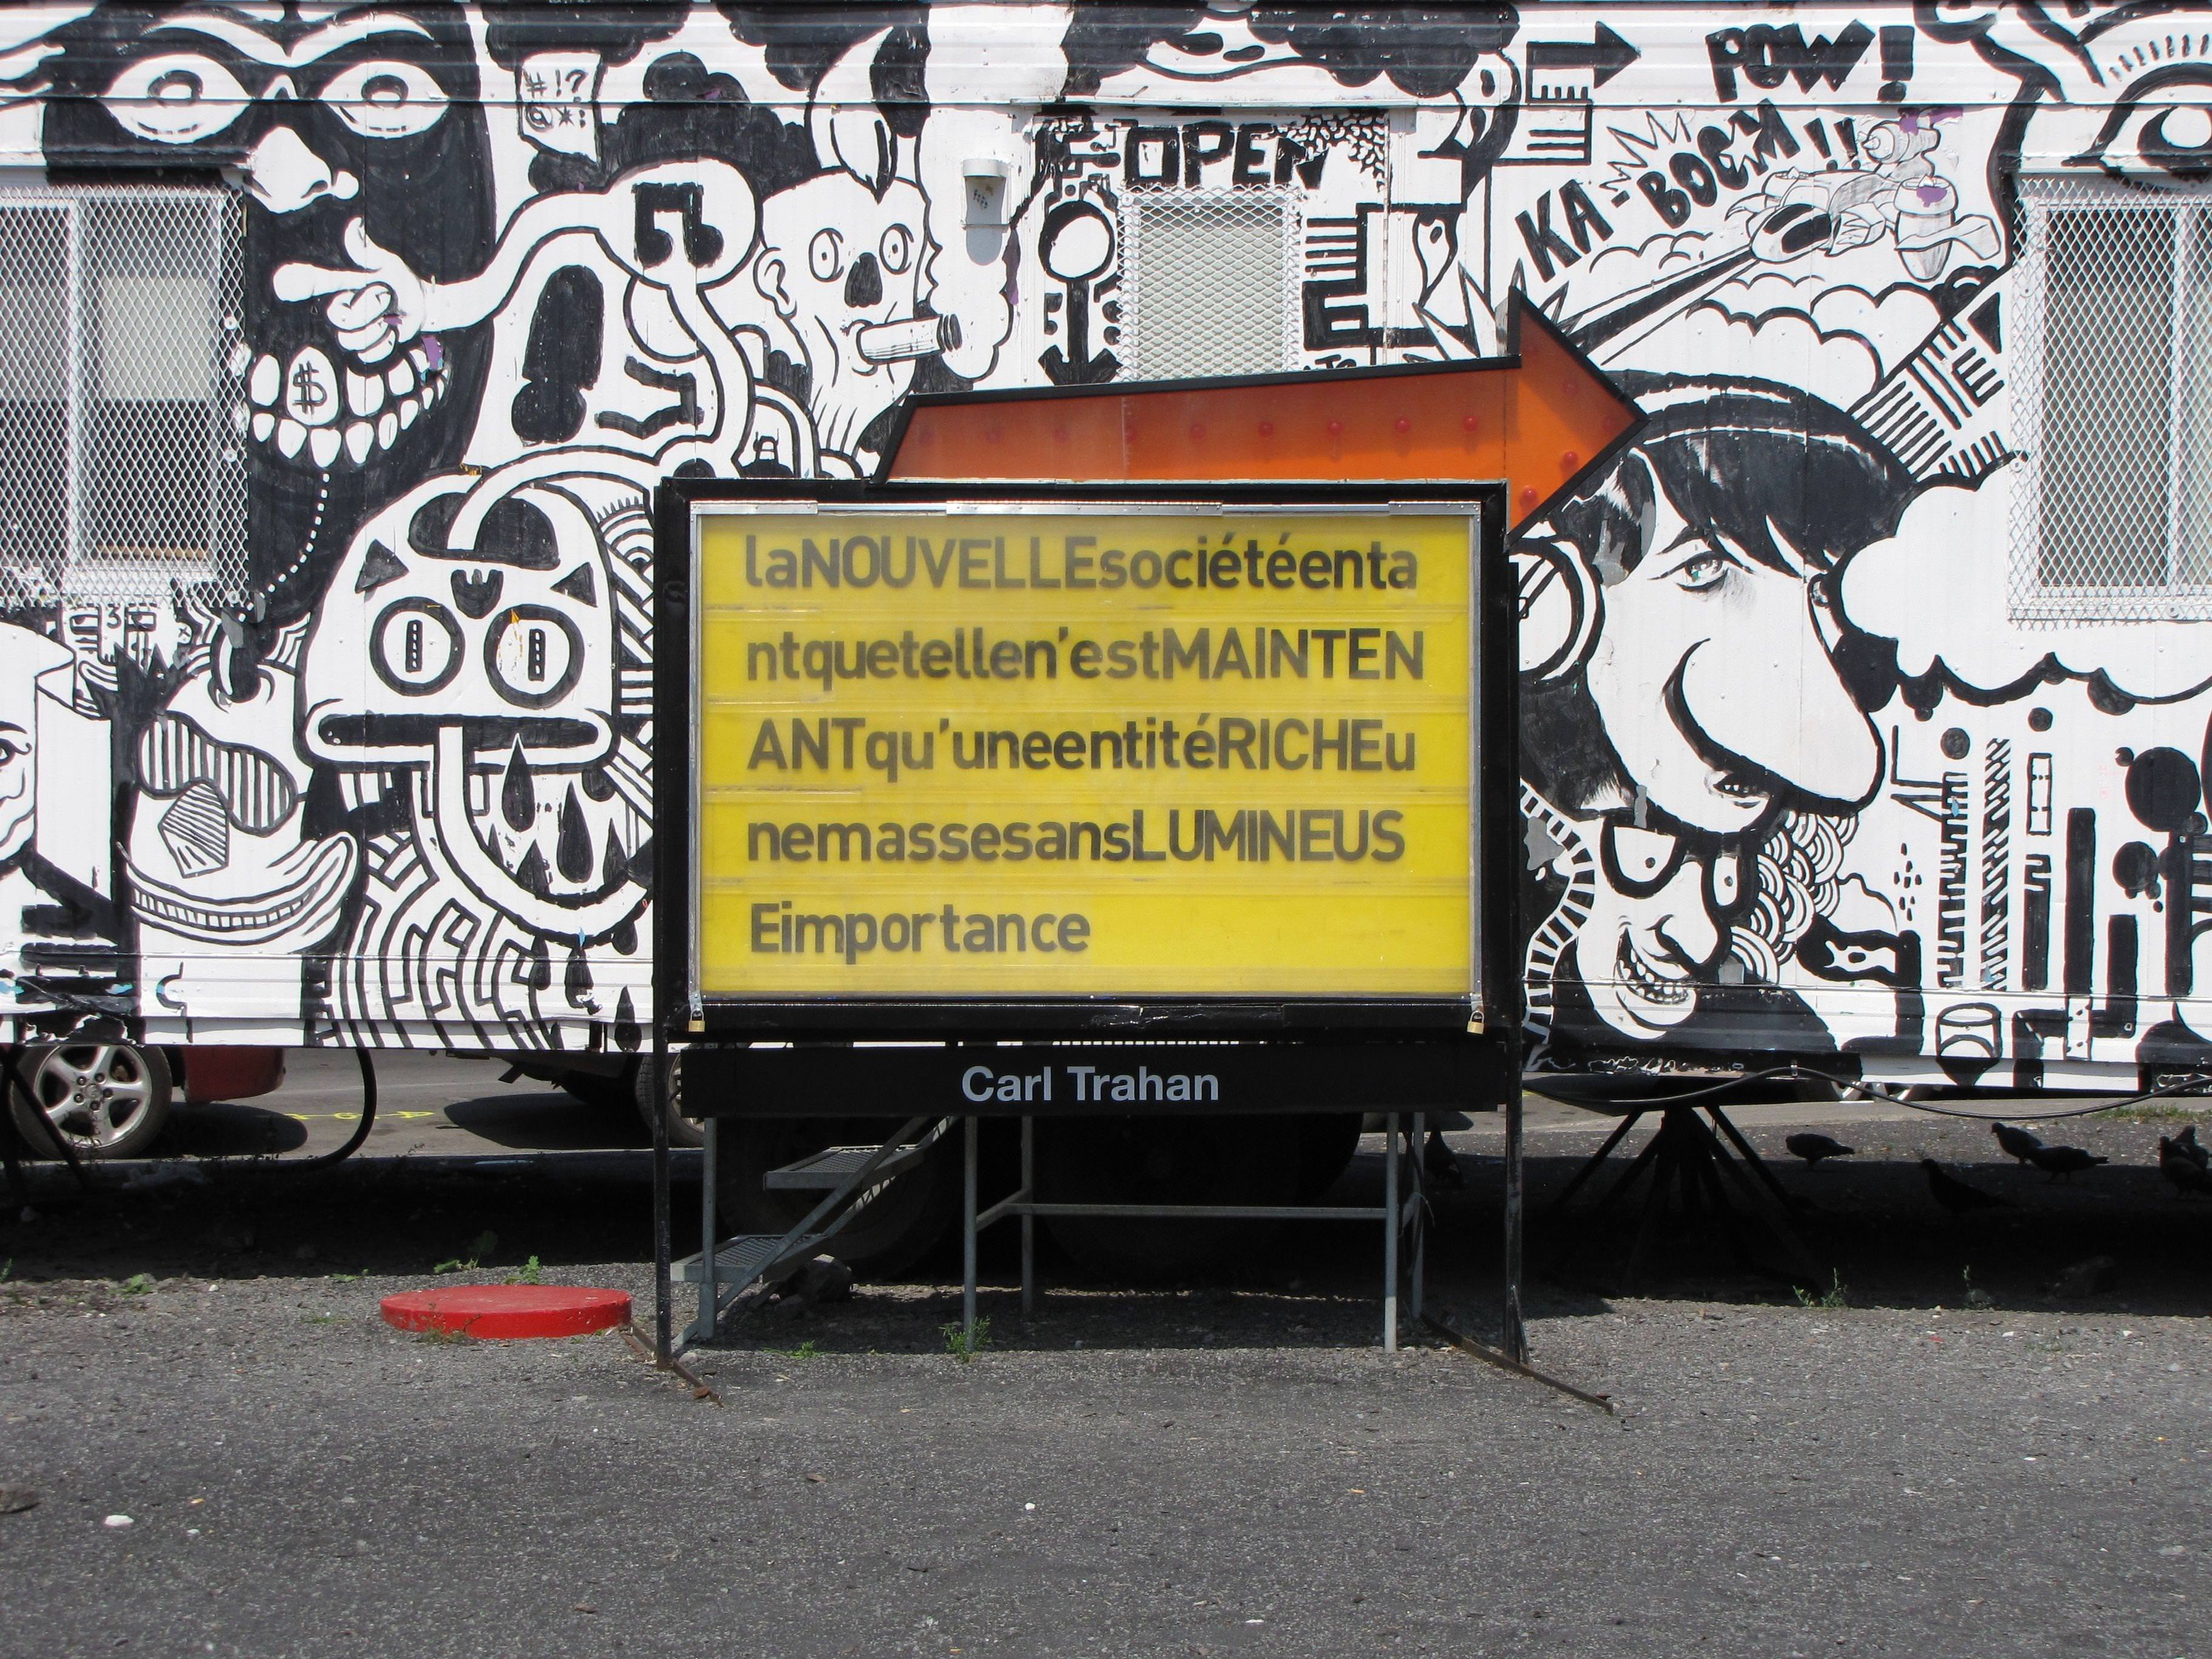 #!?
@*!
POW!
OPEN
KA-BOOM!!
$
laNOUVELLEsociétéenta
ntquetellen'estMAINTEN
ANTqu'uneentitéRICHEu
nemassesansLUMINEUS
Eimportance
Carl Trahan